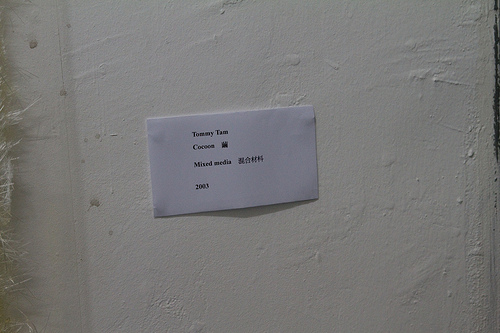 Tommy Tam
Cocoon 繭
Mixed media 混合材料
2003